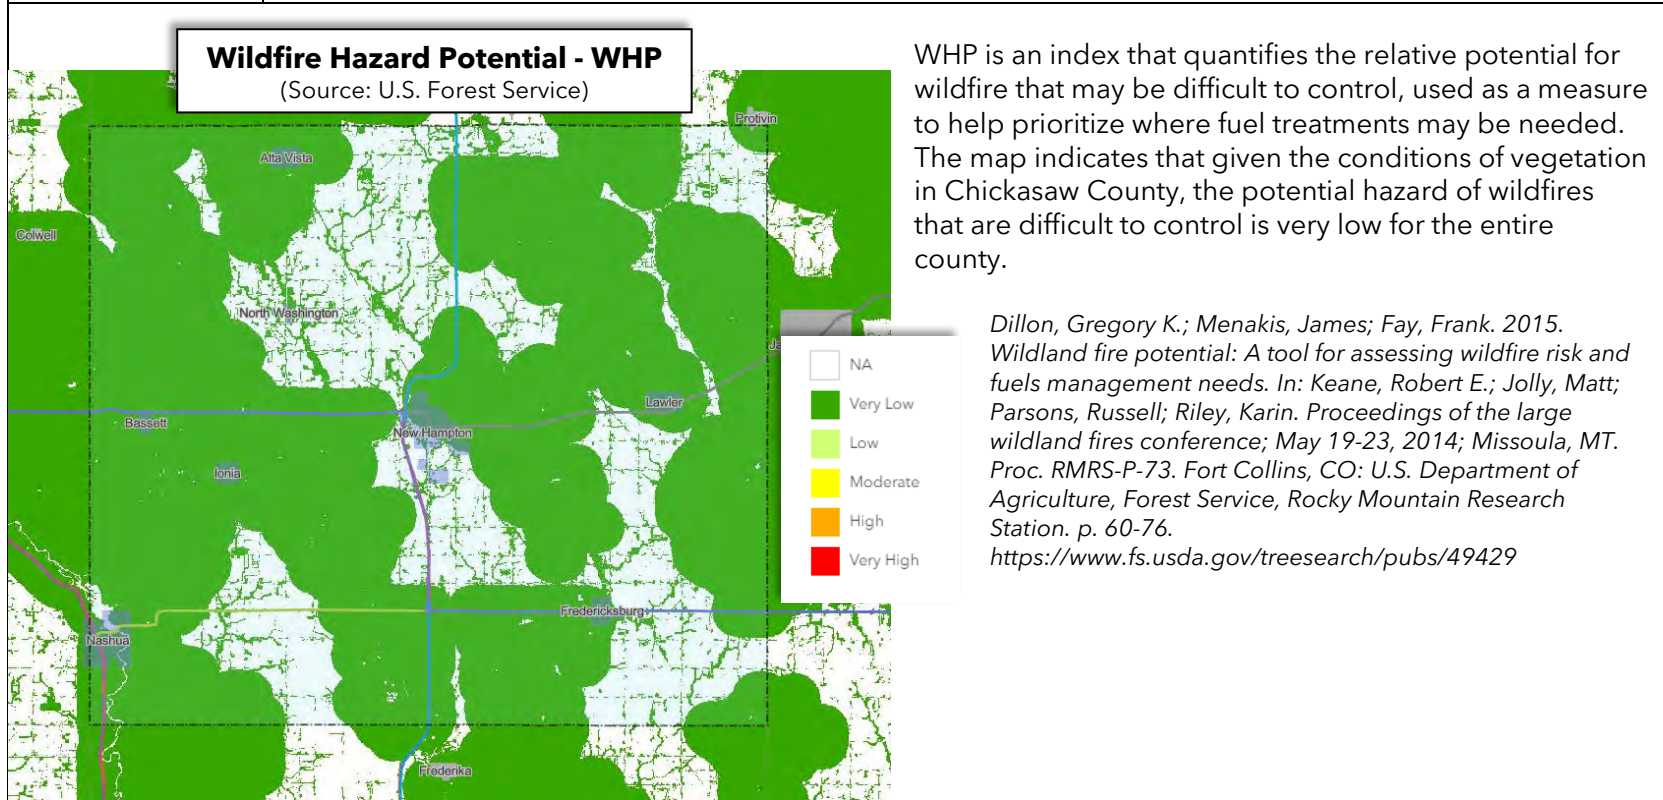 Wildfire Hazard Potential - WHP
(Source: U.S. Forest Service)
WHP is an index that quantifies the relative potential for
wildfire that may be difficult to control, used as a measure
to help prioritize where fuel treatments may be needed.
The map indicates that given the conditions of vegetation
in Chickasaw County, the potential hazard of wildfires
that are difficult to control is very low for the entire
county.
Dillon, Gregory K.; Menakis, James; Fay, Frank. 2015.
Wildland fire potential: A tool for assessing wildfire risk and
fuels management needs. In: Keane, Robert E.; Jolly, Matt;
Parsons, Russell; Riley, Karin. Proceedings of the large
wildland fires conference; May 19-23, 2014; Missoula, MT.
Proc. RMRS-P-73. Fort Collins, CO: U.S. Department of
Agriculture, Forest Service, Rocky Mountain Research
Station. p. 60-76.
https://www.fs.usda.gov/treesearch/pubs/49429
Protivin
Alta Vista
Colwell
North Washington
Lawler
Bassett
New Hampton
Ionia
Fredericksburg
Nashua
Frederika
NA
Very Low
Low
Moderate
High
Very High